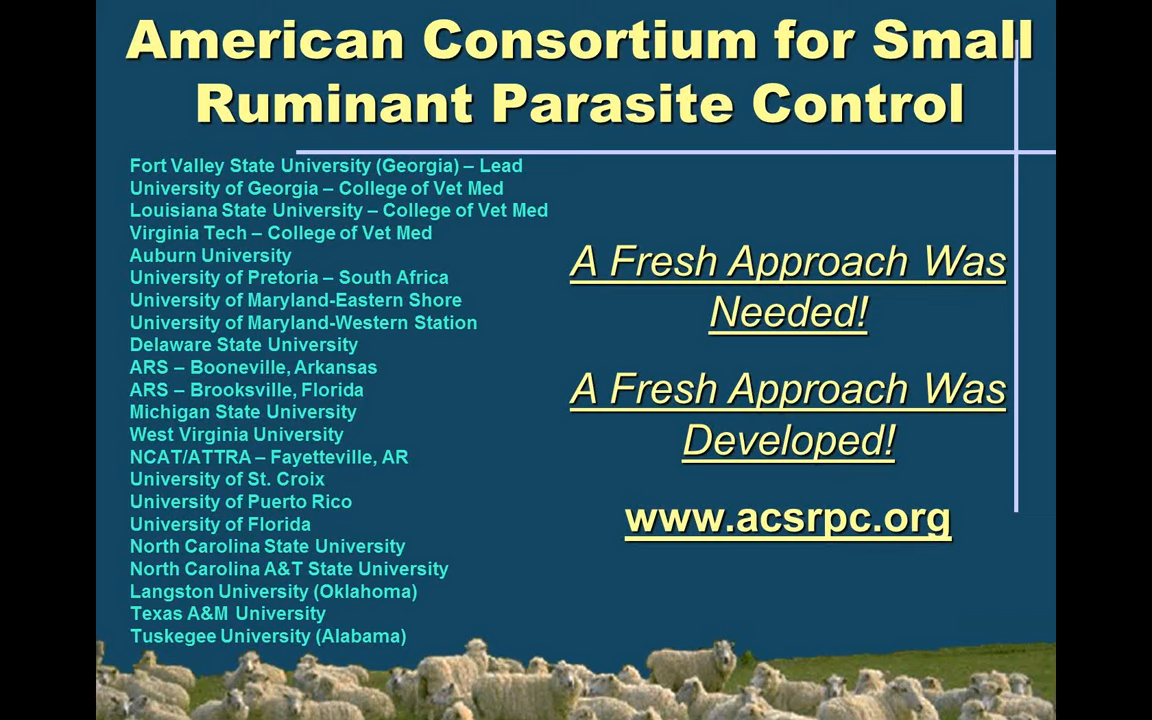 American Consortium for Small
Ruminant Parasite Control
Fort Valley State University (Georgia) – Lead
University of Georgia – College of Vet Med
Louisiana State University – College of Vet Med
Virginia Tech – College of Vet Med
Auburn University
University of Pretoria – South Africa
University of Maryland-Eastern Shore
University of Maryland-Western Station
Delaware State University
ARS – Booneville, Arkansas
ARS – Brooksville, Florida
Michigan State University
West Virginia University
NCAT/ATTRA – Fayetteville, AR
University of St. Croix
University of Puerto Rico
University of Florida
North Carolina State University
North Carolina A&T State University
Langston University (Oklahoma)
Texas A&M University
Tuskegee University (Alabama)
A Fresh Approach Was
Needed!
A Fresh Approach Was
Developed!
www.acsrpc.org